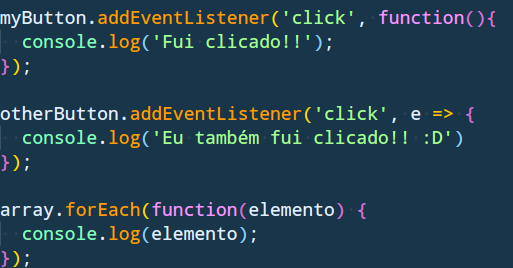 myButton.addEventListener('click', function(){
  console.log('Fui clicado!!');
});

otherButton.addEventListener('click', e => {
  console.log('Eu também fui clicado!! :D')
});

array.forEach(function(elemento) {
  console.log(elemento);
});